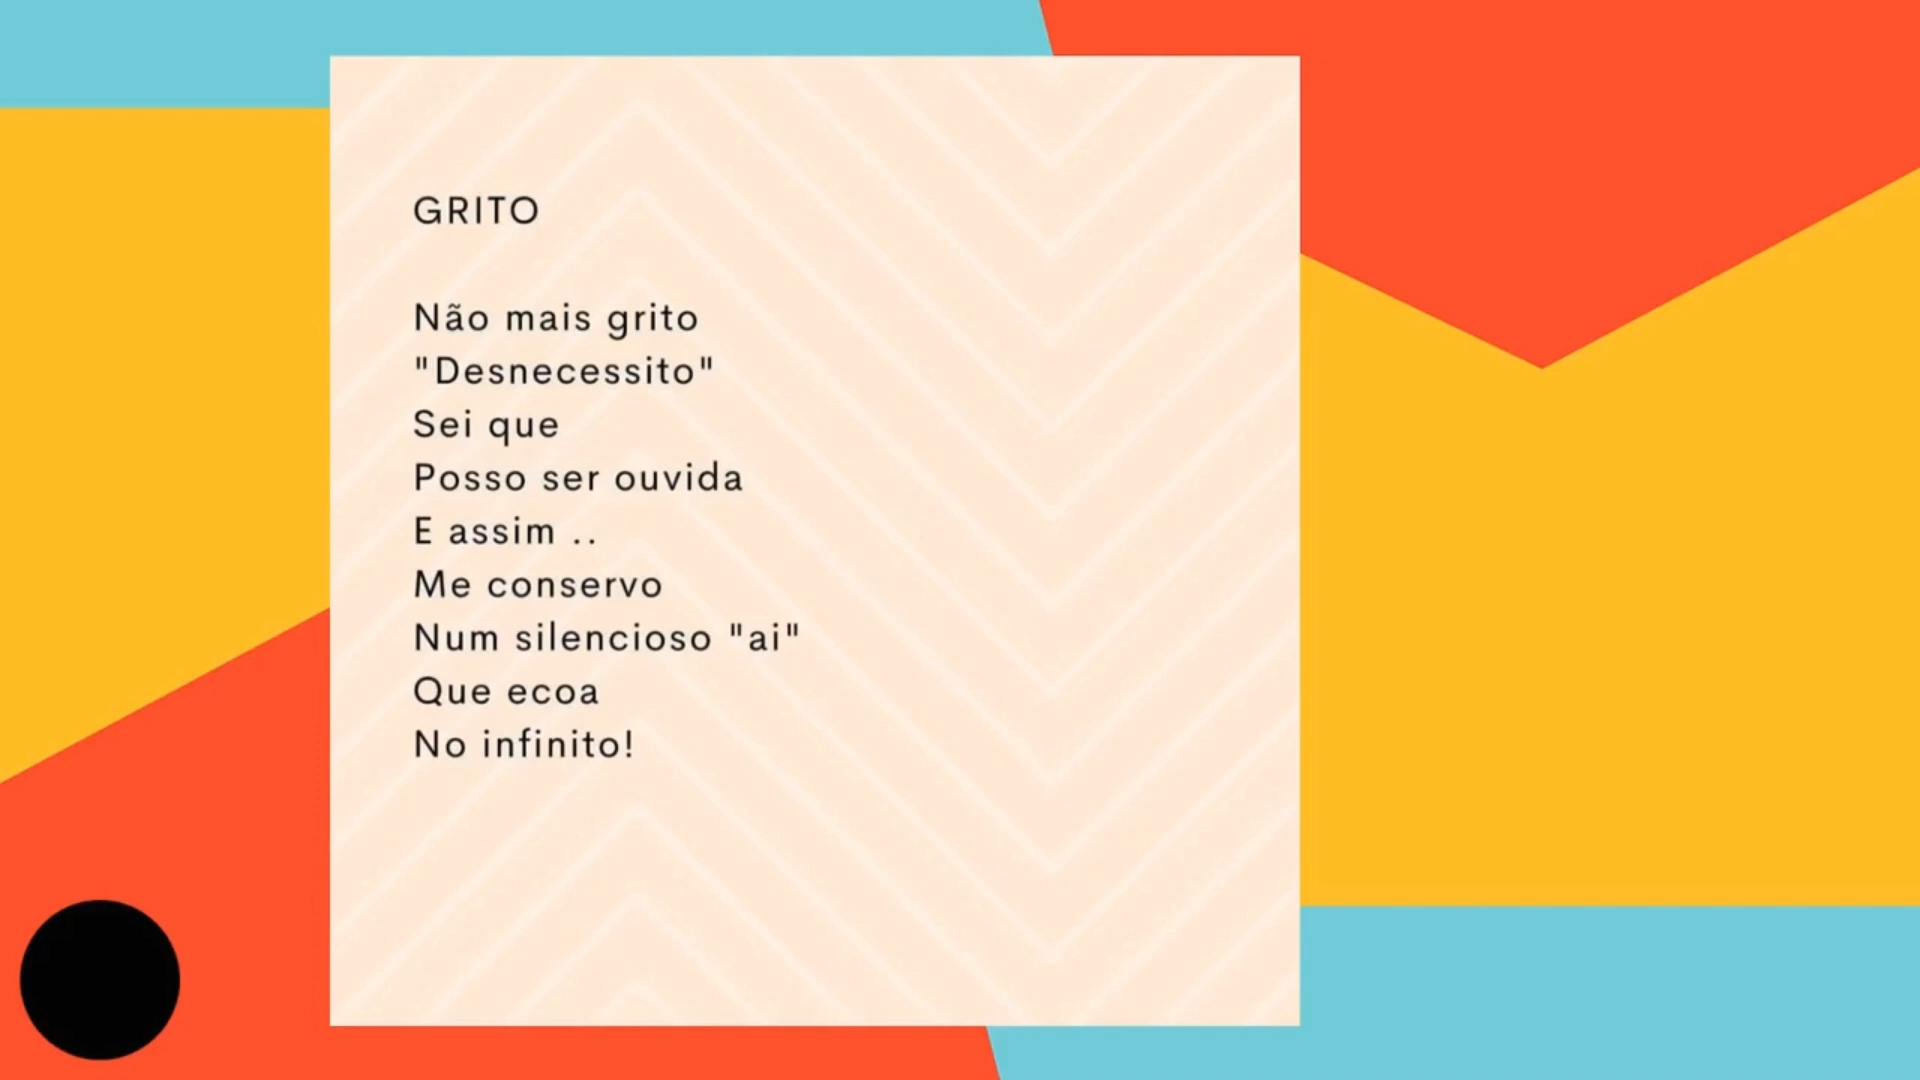 GRITO
Não mais grito
"Desnecessito"
Sei que
Posso ser ouvida
E assim ..
Me conservo
Num silencioso "ai"
Que ecoa
No infinito!